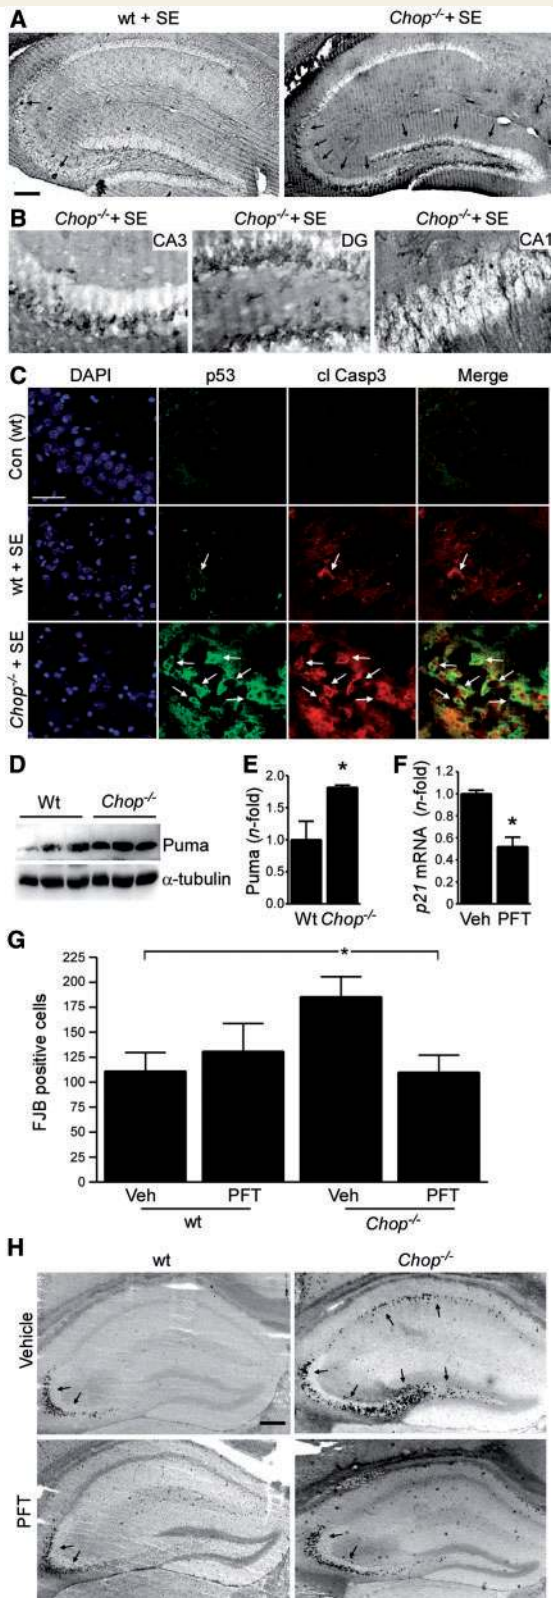 A
wt + SE
Chop-/- + SE
B
Chop-/- + SE
Chop-/- + SE
Chop-/- + SE
CA3
DG
CA1
C
DAPI
p53
cl Casp3
Merge
Con (wt)
wt + SE
Chop-/- + SE
D
Wt
Chop-/-
Puma
α-tubulin
E
Puma (n-fold)
2.0
1.5
1.0
0.5
0.0
*
Wt
Chop-/-
F
p21 mRNA (n-fold)
1.2
1.0
0.8
0.6
0.4
0.2
0
*
Veh
PFT
G
FJB positive cells
225
200
175
150
125
100
75
50
25
0
*
Veh
PFT
Veh
PFT
wt
Chop-/-
H
wt
Chop-/-
Vehicle
PFT